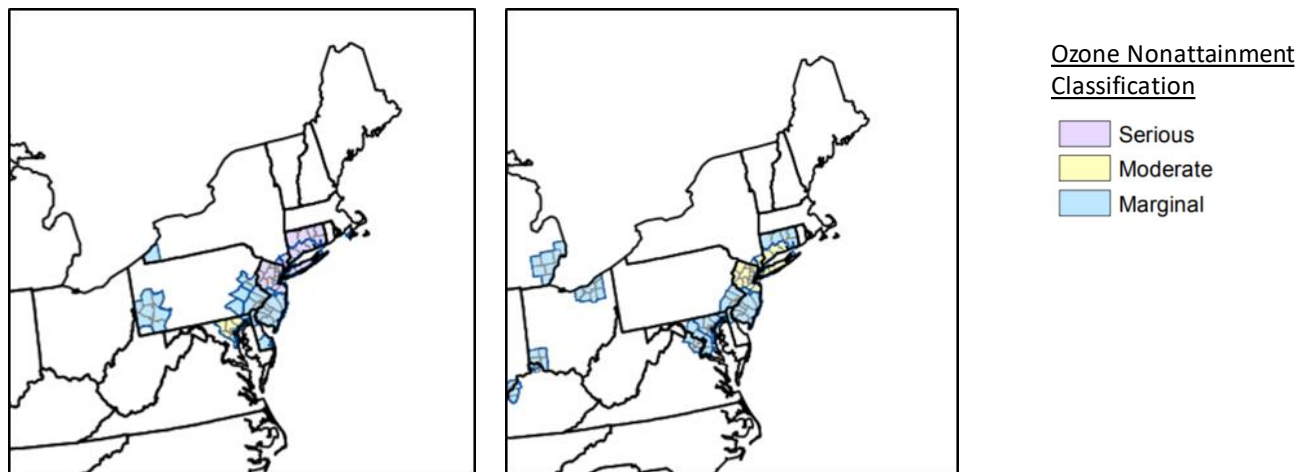 Ozone Nonattainment
Classification
Serious
Moderate
Marginal